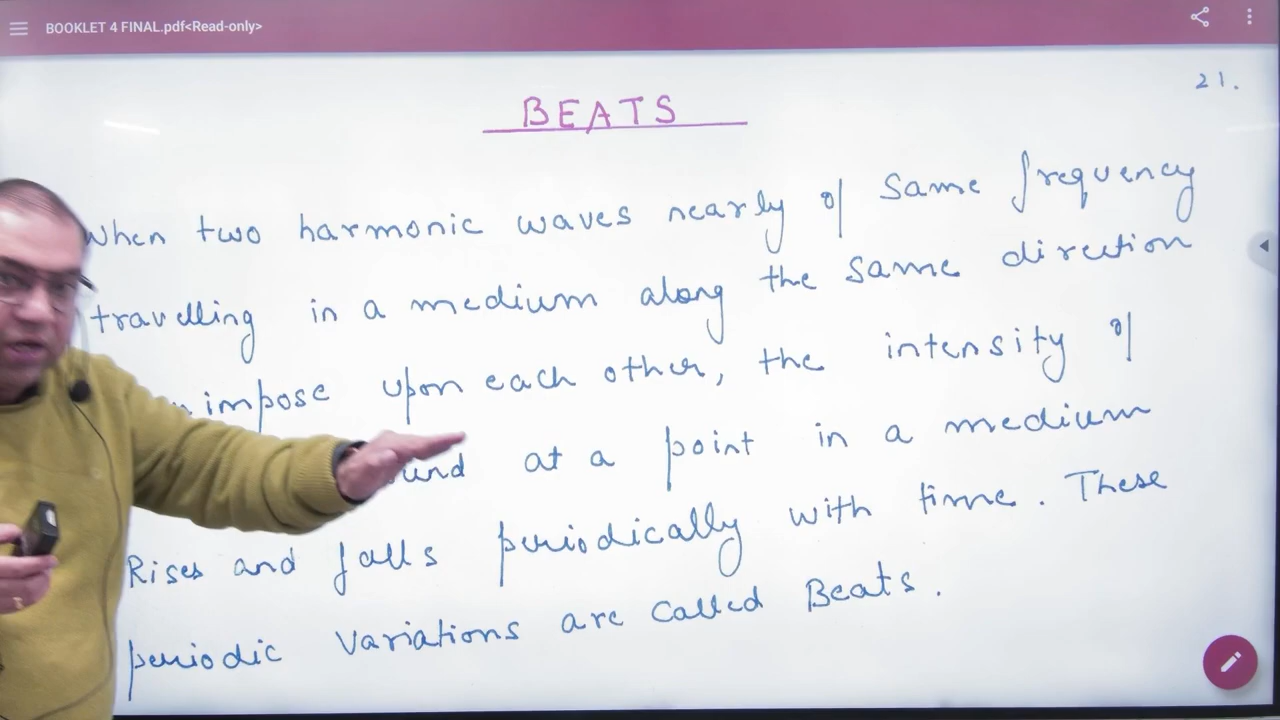 BOOKLET 4 FINAL.pdf<Read-only>
21.
BEATS
When two harmonic waves nearly of same frequency
travelling in a medium along the same direction
impose upon each other, the intensity of
at a point in a medium
Rises and falls periodically with time. These
periodic variations are called Beats.